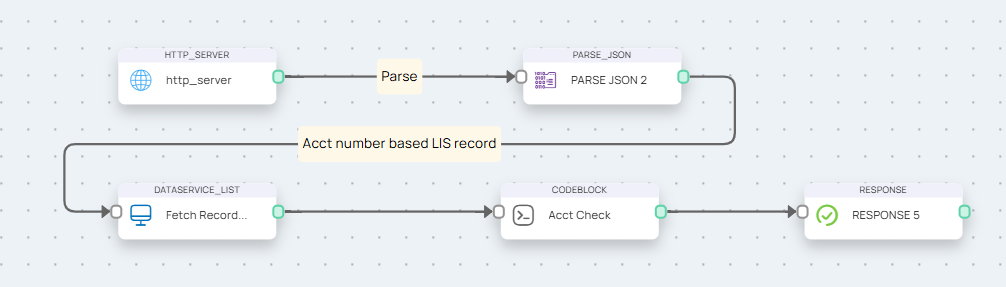 HTTP_SERVER
http_server
Parse
PARSE_JSON
PARSE JSON 2
Acct number based LIS record
DATASERVICE_LIST
Fetch Record...
CODEBLOCK
Acct Check
RESPONSE
RESPONSE 5